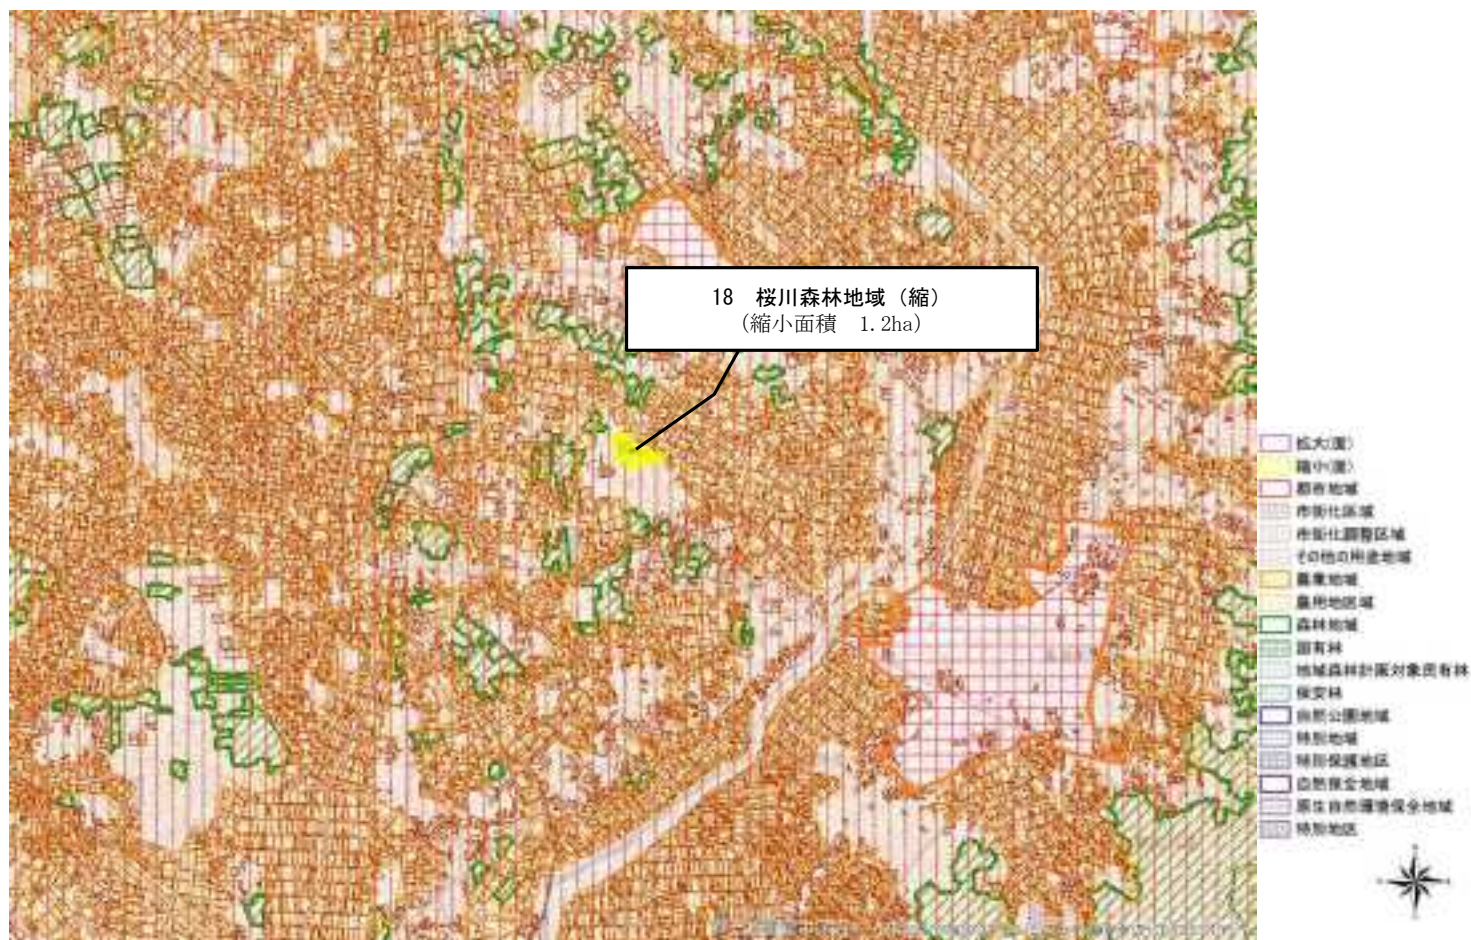 18 桜川森林地域（縮）
（縮小面積 1.2ha）
拡大(面)
縮小(面)
都市地域
市街化区域
市街化調整区域
その他の用途地域
農業地域
農用地区域
森林地域
国有林
地域森林計画対象民有林
保安林
自然公園地域
特別地域
特別保護地区
自然保全地域
原生自然環境保全地域
特別地区